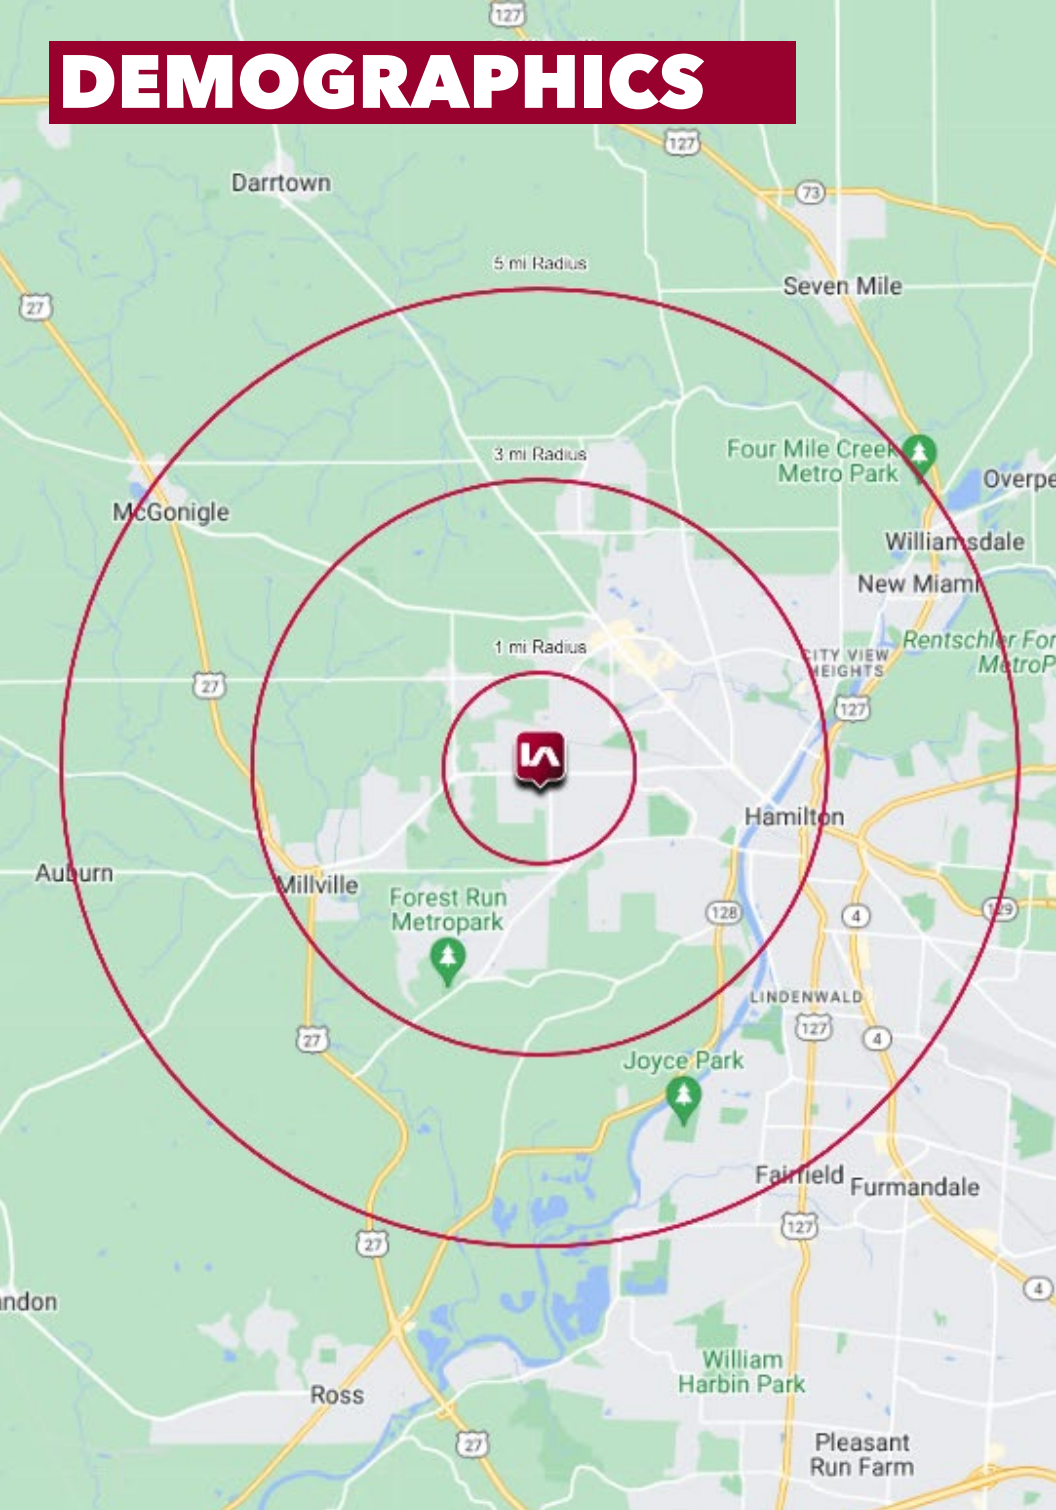 127
DEMOGRAPHICS
127
Darrtown
73
5 mi Radius
Seven Mile
27
Four Mile Creek
Metro Park
3 mi Radius
Overpe
McGonigle
Williamsdale
New Miami
Rentschler For
MetroP
1 mi Radius
CITY VIEW
HEIGHTS
27
127
Hamilton
Auburn
Millville
Forest Run
Metropark
128
4
129
LINDENWALD
127
27
4
Joyce Park
Fairfield
Furmandale
127
27
4
andon
William
Harbin Park
Ross
27
Pleasant
Run Farm